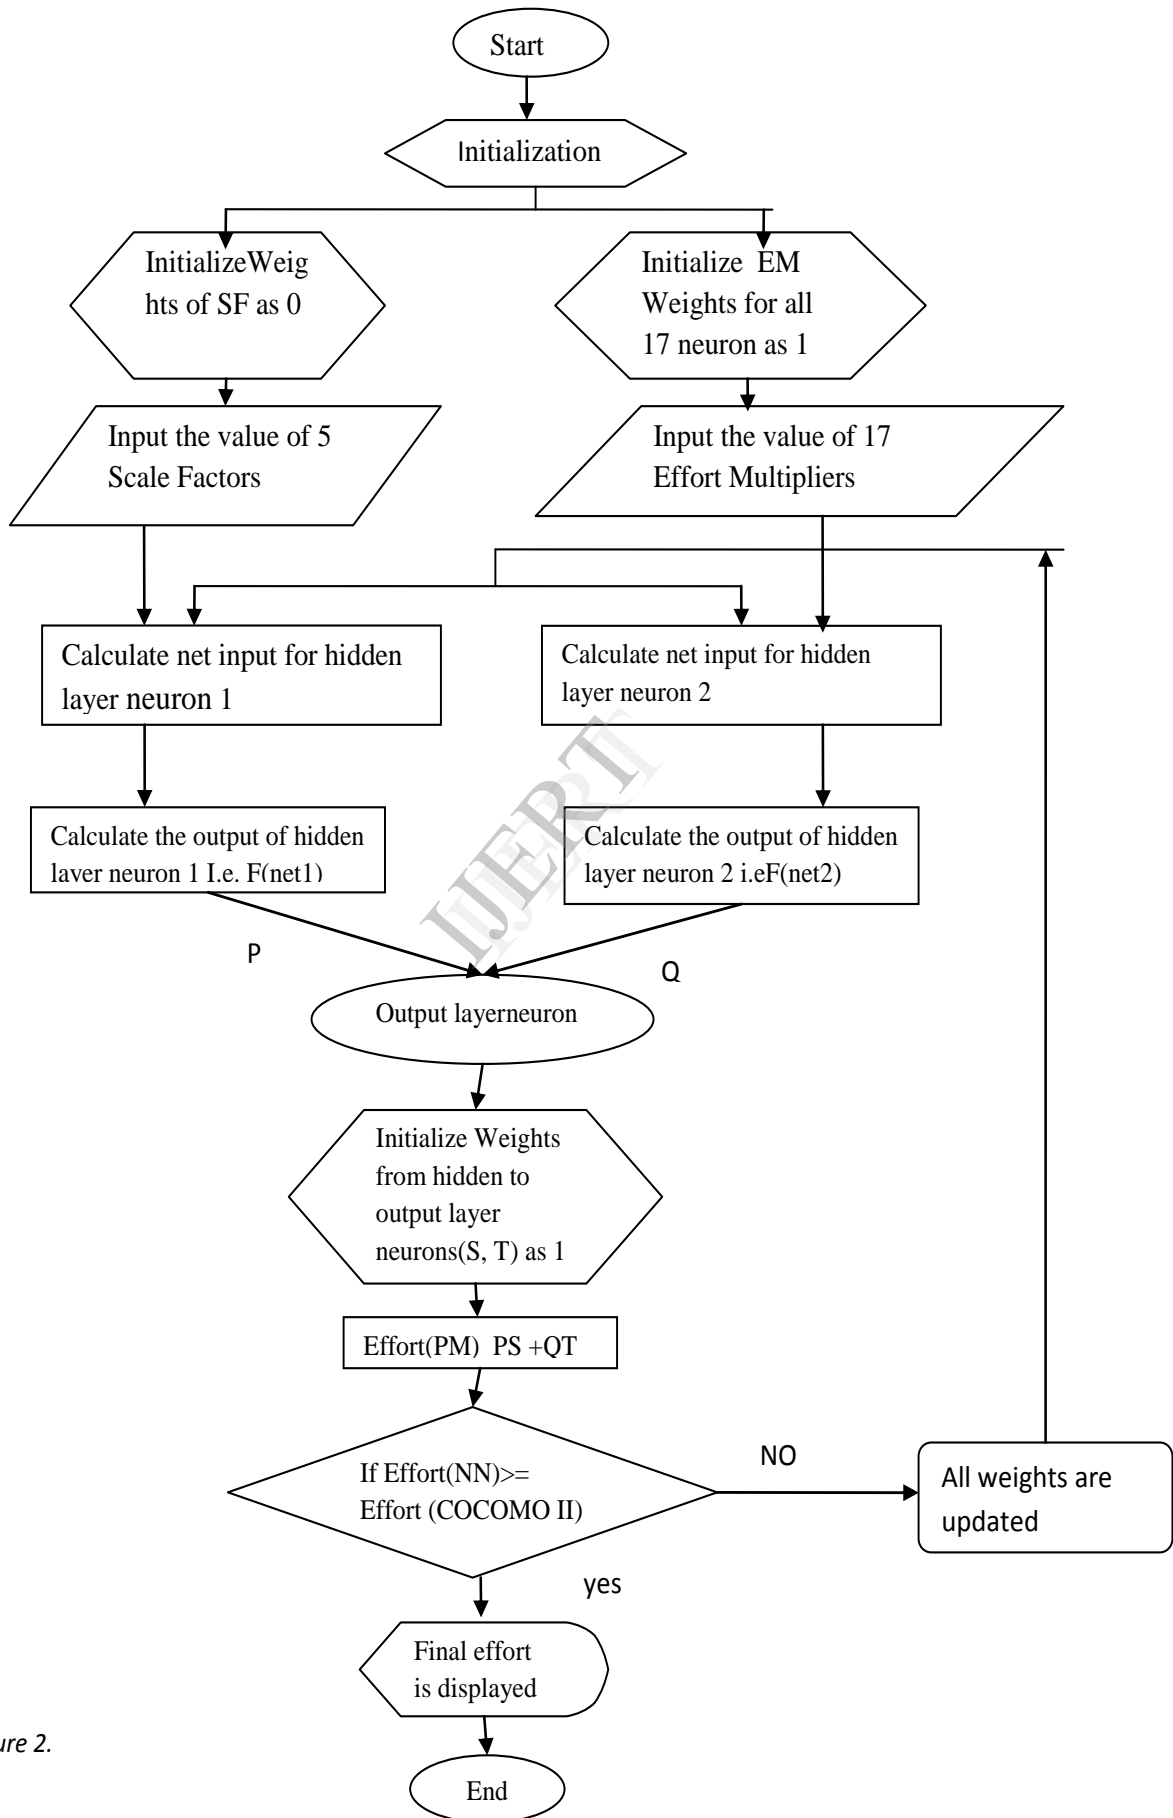 Start
Initialization
InitializeWeig
hts of SF as 0
Initialize EM
Weights for all
17 neuron as 1
Input the value of 5
Scale Factors
Input the value of 17
Effort Multipliers
Calculate net input for hidden
layer neuron 1
Calculate net input for hidden
layer neuron 2
Calculate the output of hidden
layer neuron 1 I.e. F(net1)
Calculate the output of hidden
layer neuron 2 i.eF(net2)
IJERT
P
Q
Output layerneuron
Initialize Weights
from hidden to
output layer
neurons(S, T) as 1
Effort(PM) PS +QT
If Effort(NN)>=
Effort (COCOMO II)
NO
All weights are
updated
yes
Final effort
is displayed
ure 2.
End